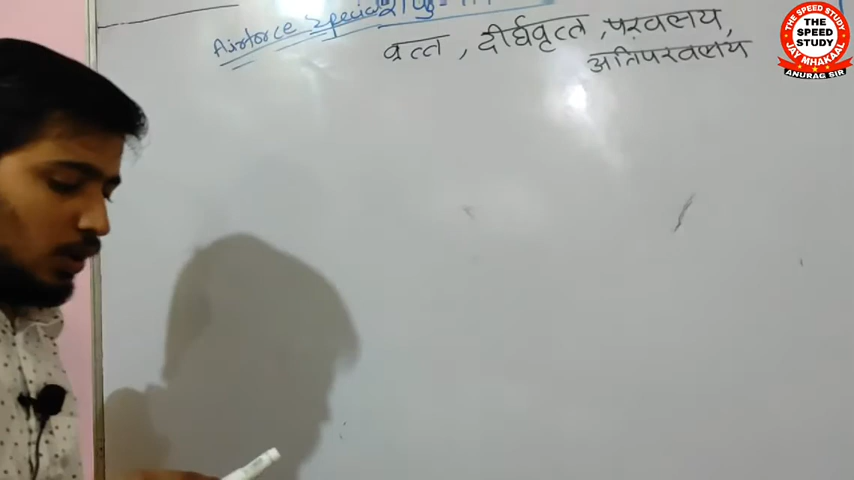 Airforce Special
वृत्त, दीर्घवृत्त, परवलय,
अतिपरवलय
THE SPEED STUDY
THE
SPEED
STUDY
JAY MHAKAAL
ANURAG SIR